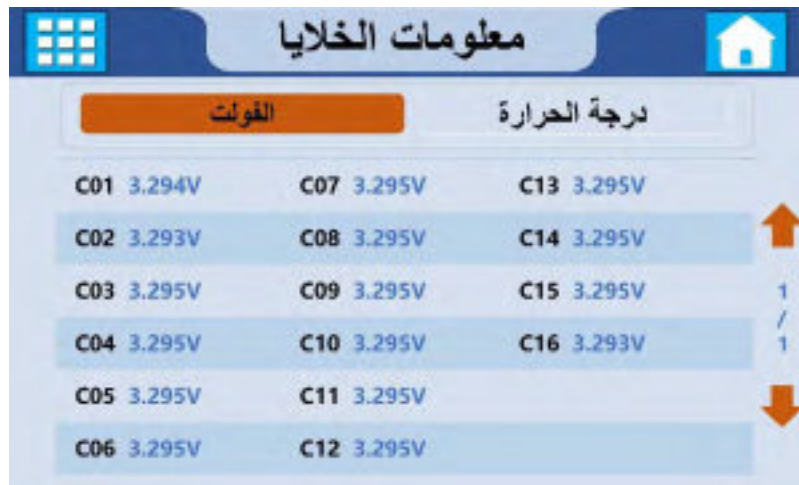 معلومات الخلايا
درجة الحرارة الفولت
C01 3.294V C07 3.295V C13 3.295V
C02 3.293V C08 3.295V C14 3.295V
C03 3.295V C09 3.295V C15 3.295V
C04 3.295V C10 3.295V C16 3.293V
C05 3.295V C11 3.295V
C06 3.295V C12 3.295V
1
/
1